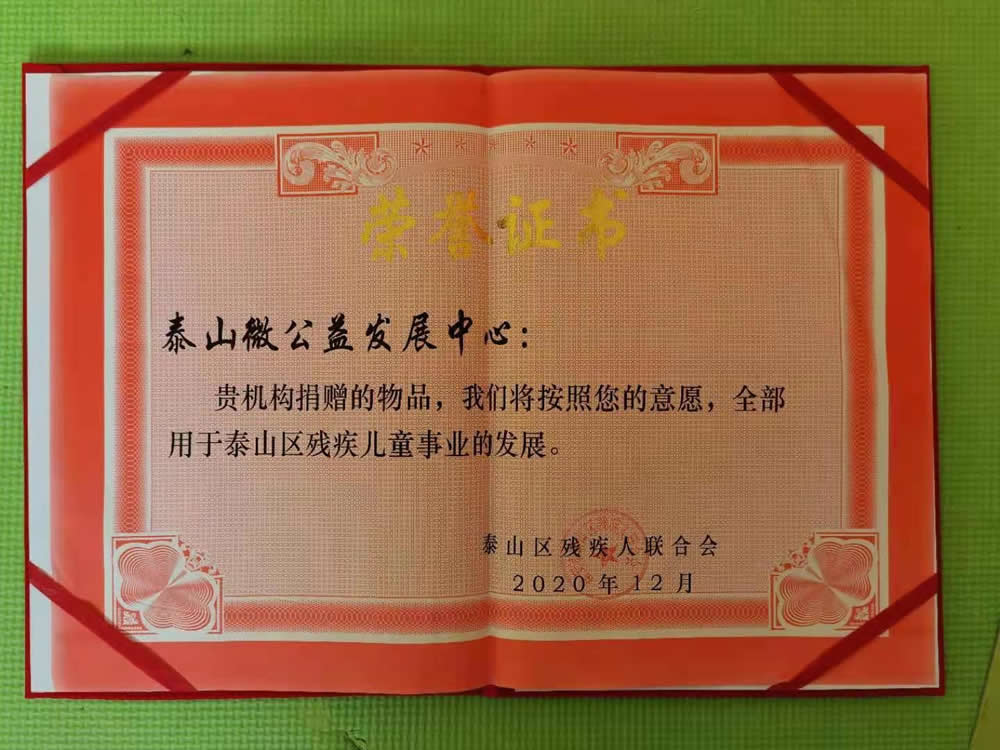 荣誉证书
泰山微公益发展中心：
贵机构捐赠的物品，我们将按照您的意愿，全部
用于泰山区残疾儿童事业的发展。
泰山区残疾人联合会
2020年12月